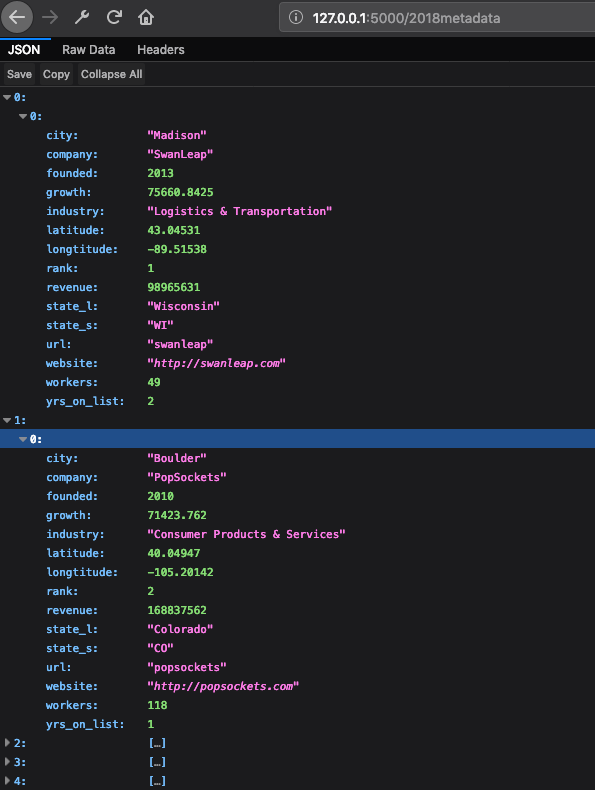 127.0.0.1:5000/2018metadata
JSON Raw Data Headers
Save Copy Collapse All
0:
0:
city: "Madison"
company: "SwanLeap"
founded: 2013
growth: 75660.8425
industry: "Logistics & Transportation"
latitude: 43.04531
longtitude: -89.51538
rank: 1
revenue: 98965631
state_l: "Wisconsin"
state_s: "WI"
url: "swanleap"
website: "http://swanleap.com"
workers: 49
yrs_on_list: 2
1:
0:
city: "Boulder"
company: "PopSockets"
founded: 2010
growth: 71423.762
industry: "Consumer Products & Services"
latitude: 40.04947
longtitude: -105.20142
rank: 2
revenue: 168837562
state_l: "Colorado"
state_s: "CO"
url: "popsockets"
website: "http://popsockets.com"
workers: 118
yrs_on_list: 1
2: […]
3: […]
4: […]